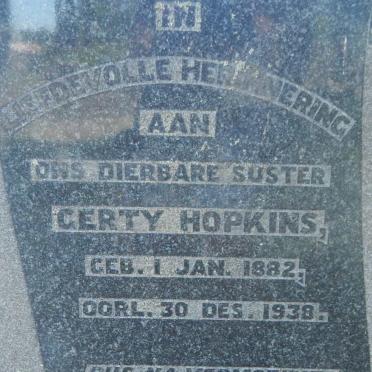 IN
LIEFDEVOLLE HERINNERING
AAN
ONS DIERBARE SUSTER
GERTY HOPKINS,
GEB. 1 JAN. 1882,
OORL. 30 DES. 1938.